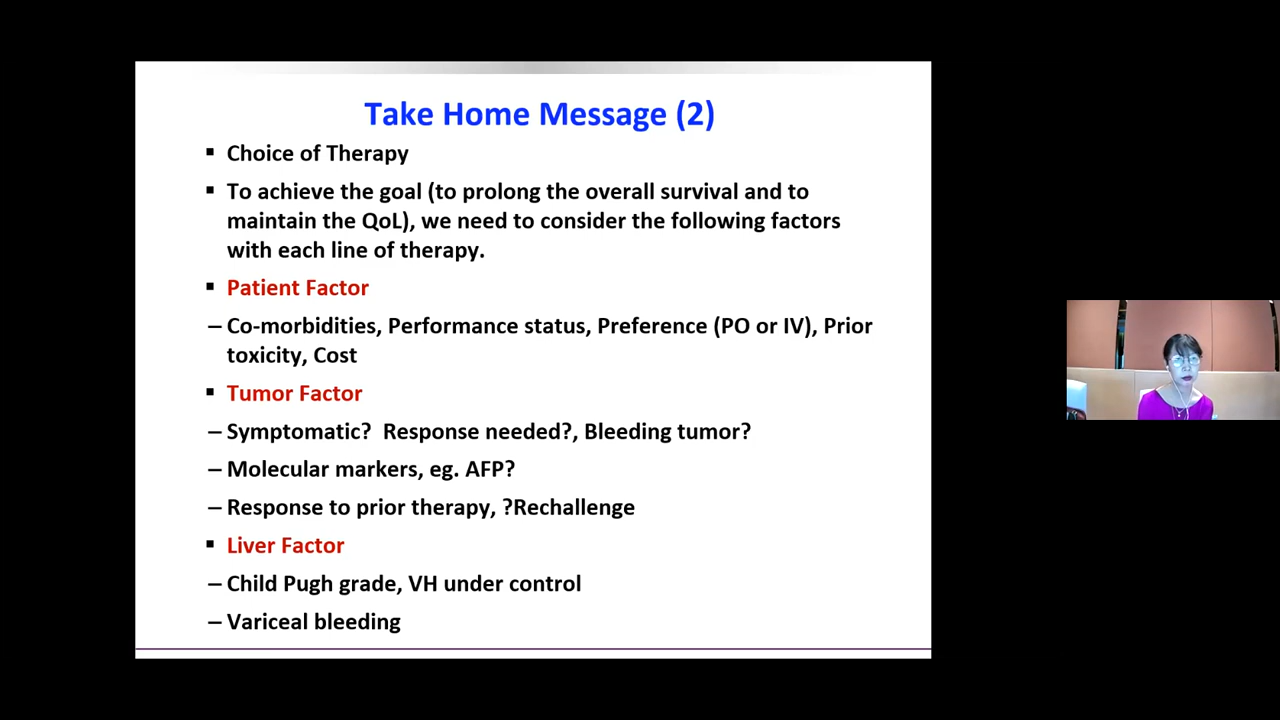 Take Home Message (2)
▪ Choice of Therapy
▪ To achieve the goal (to prolong the overall survival and to
maintain the QoL), we need to consider the following factors
with each line of therapy.
▪ Patient Factor
– Co-morbidities, Performance status, Preference (PO or IV), Prior
toxicity, Cost
▪ Tumor Factor
– Symptomatic?  Response needed?, Bleeding tumor?
– Molecular markers, eg. AFP?
– Response to prior therapy, ?Rechallenge
▪ Liver Factor
– Child Pugh grade, VH under control
– Variceal bleeding